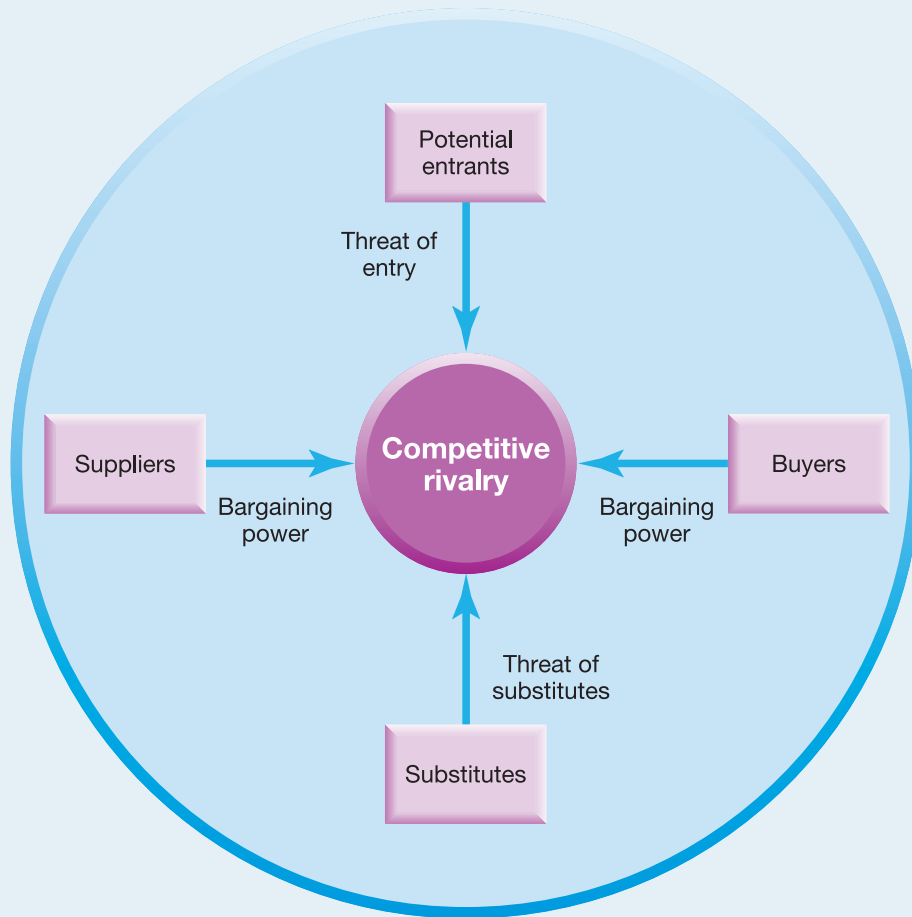 Potential
entrants
Threat of
entry
Suppliers
Bargaining
power
Competitive
rivalry
Buyers
Bargaining
power
Threat of
substitutes
Substitutes